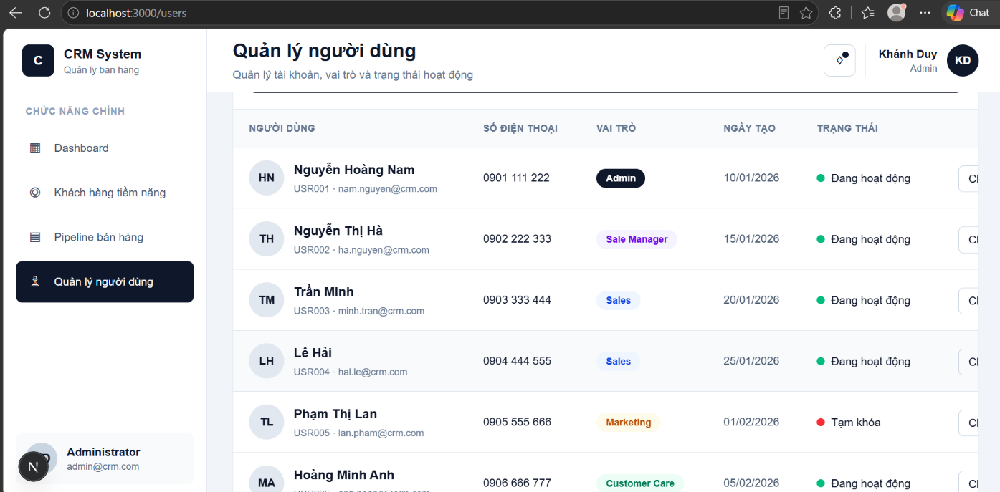 localhost:3000/users
Chat
C
CRM System
Quản lý bán hàng
Quản lý người dùng
Quản lý tài khoản, vai trò và trạng thái hoạt động
Khánh Duy
Admin
KD
CHỨC NĂNG CHÍNH
Dashboard
Khách hàng tiềm năng
Pipeline bán hàng
Quản lý người dùng
Administrator
admin@crm.com
N
NGƯỜI DÙNG SỐ ĐIỆN THOẠI VAI TRÒ NGÀY TẠO TRẠNG THÁI
HN Nguyễn Hoàng Nam 0901 111 222 Admin 10/01/2026 Đang hoạt động
USR001 · nam.nguyen@crm.com
TH Nguyễn Thị Hà 0902 222 333 Sale Manager 15/01/2026 Đang hoạt động
USR002 · ha.nguyen@crm.com
TM Trần Minh 0903 333 444 Sales 20/01/2026 Đang hoạt động
USR003 · minh.tran@crm.com
LH Lê Hải 0904 444 555 Sales 25/01/2026 Đang hoạt động
USR004 · hai.le@crm.com
TL Phạm Thị Lan 0905 555 666 Marketing 01/02/2026 Tạm khóa
USR005 · lan.pham@crm.com
MA Hoàng Minh Anh 0906 666 777 Customer Care 05/02/2026 Đang hoạt động